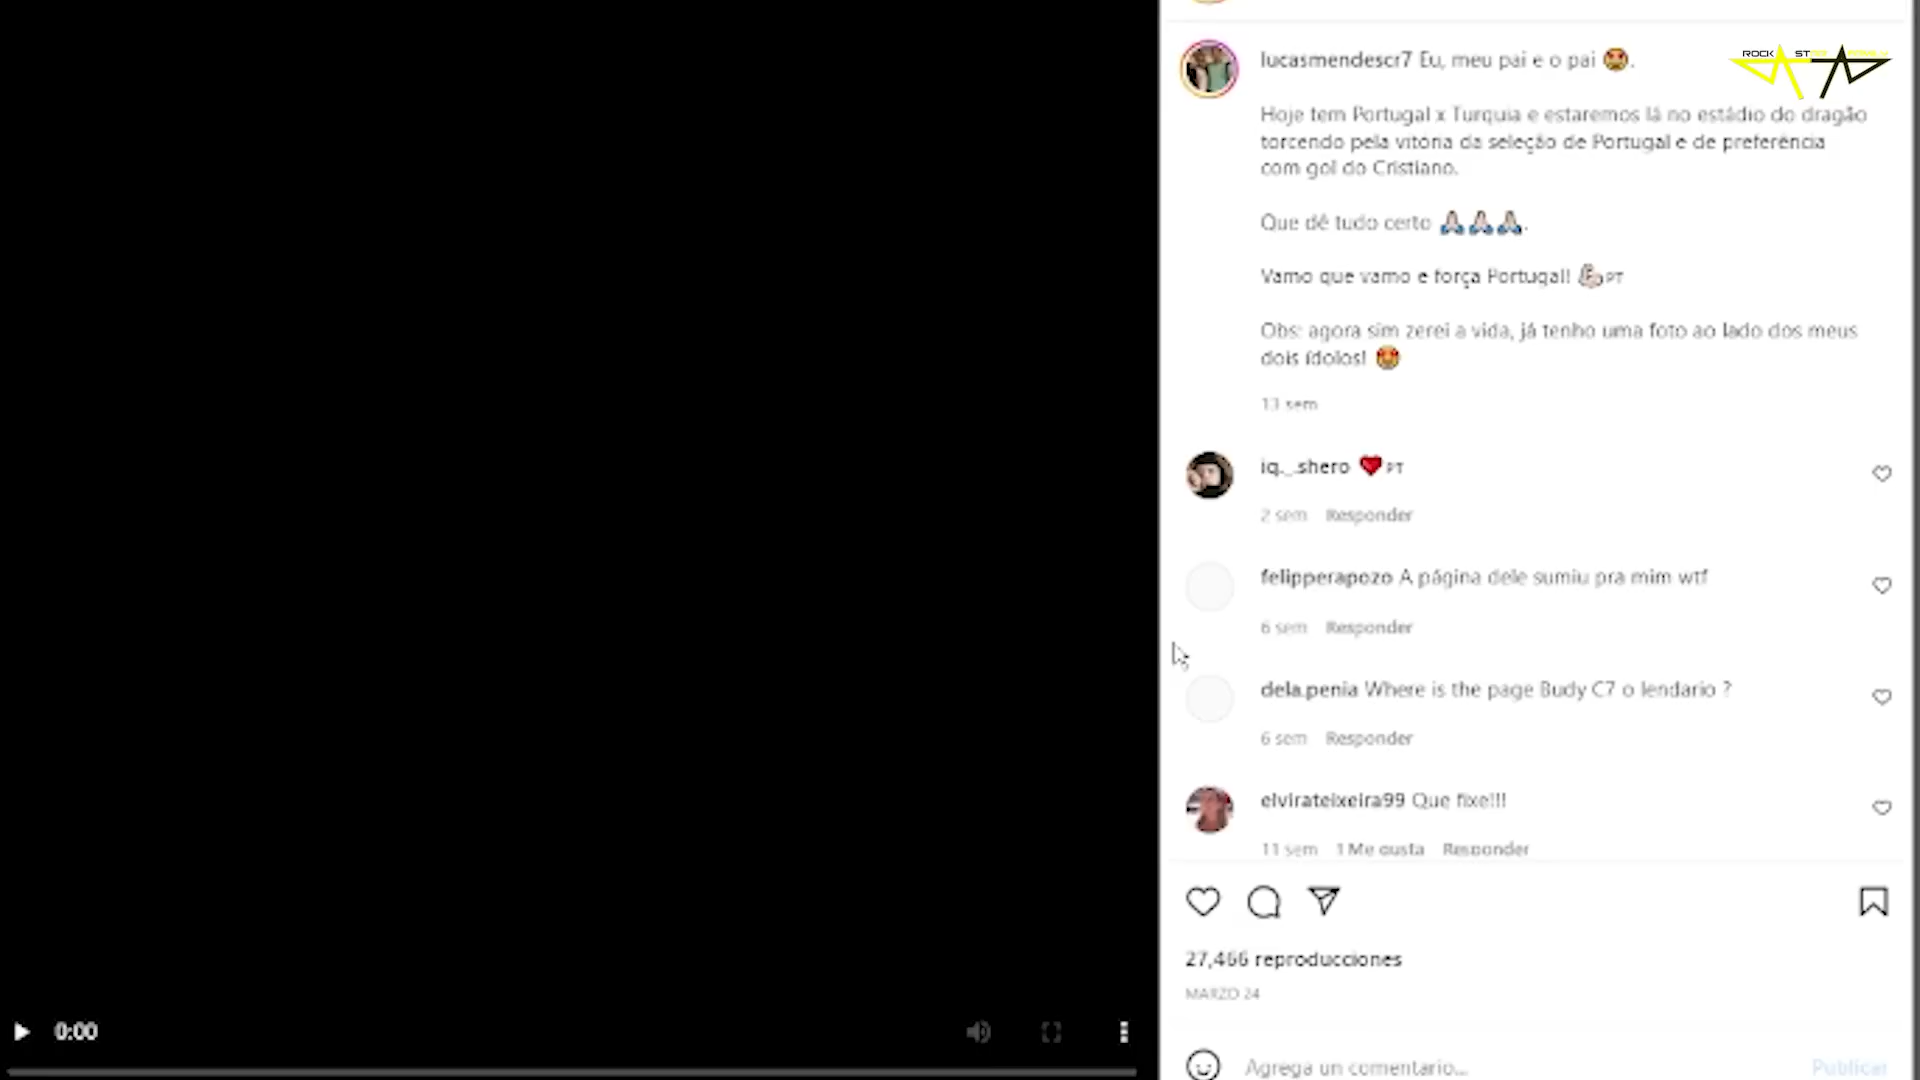 ROCK ST
lucasmendescr7 Eu, meu pai e o pai 😍.
Hoje tem Portugal x Turquia e estaremos lá no estádio do dragão
torcendo pela vitória da seleção de Portugal e de preferência
com gol do Cristiano.
Que dê tudo certo 🙏🙏🙏.
Vamo que vamo e força Portugal! 💪PT
Obs: agora sim zerei a vida, já tenho uma foto ao lado dos meus
dois ídolos! 😍
13 sem
iq._.shero ❤️ PT
2 sem Responder
felipperapozo A página dele sumiu pra mim wtf
6 sem Responder
dela.penia Where is the page Budy C7 o lendario ?
6 sem Responder
elvirateixeira99 Que fixe!!!
11 sem 1 Me gusta Responder
27,466 reproducciones
MARZO 24
0:00
Agrega un comentario... Publicar